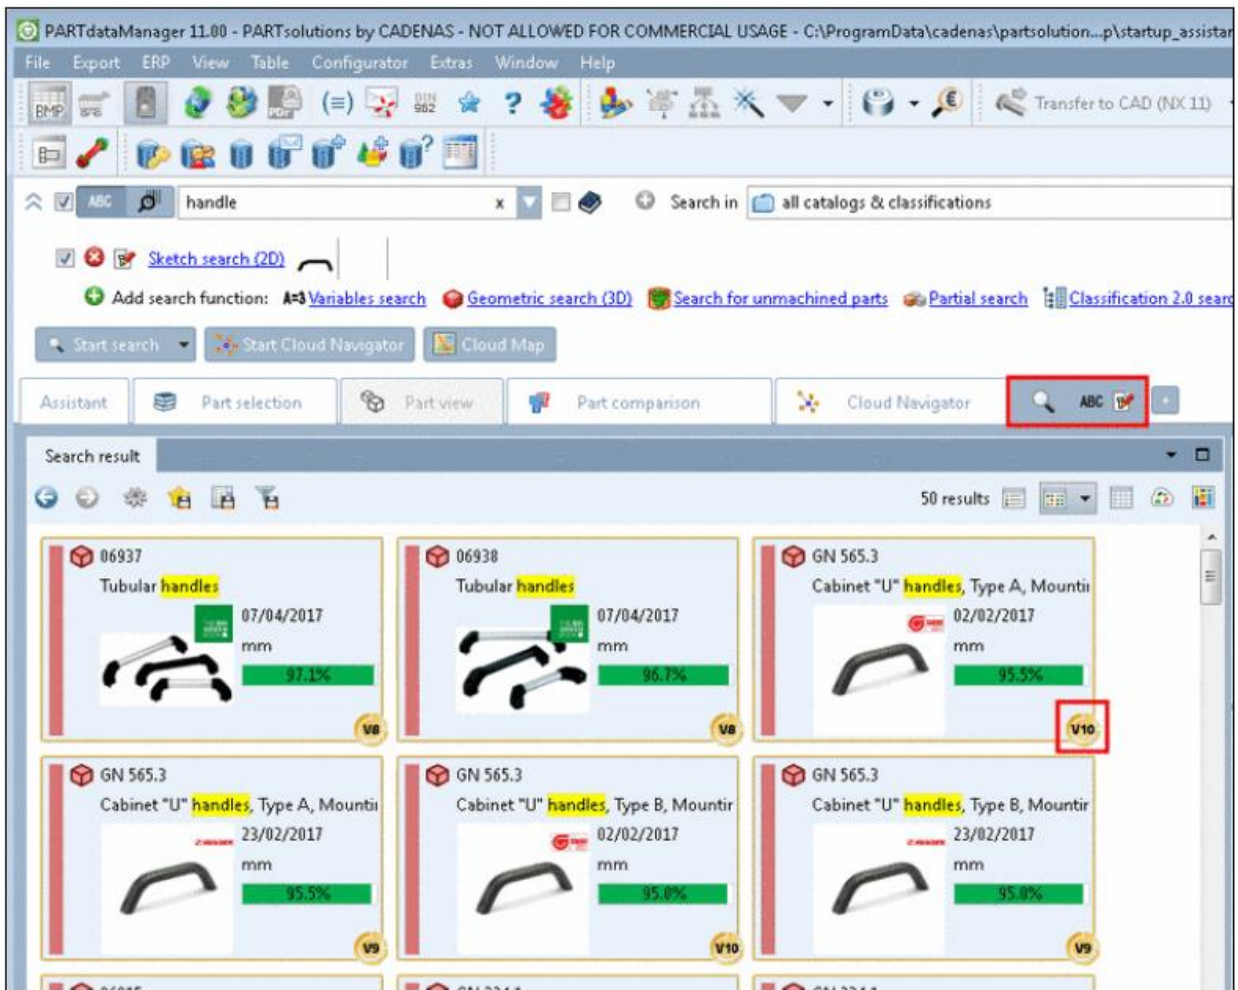 PARTdataManager 11.00 - PARTsolutions by CADENAS - NOT ALLOWED FOR COMMERCIAL USAGE - C:\ProgramData\cadenas\partsolution...p\startup_assistar
File Export ERP View Table Configurator Extras Window Help
BMP PDF (=) DIN 962 ? € Transfer to CAD (NX 11)
?
ABC handle x Search in all catalogs & classifications
Sketch search (2D)
Add search function: A=3 Variables search Geometric search (3D) Search for unmachined parts Partial search Classification 2.0 searc
Start search Start Cloud Navigator Cloud Map
Assistant Part selection Part view Part comparison Cloud Navigator ABC
Search result
50 results
06937 06938 GN 565.3
Tubular handles Tubular handles Cabinet "U" handles, Type A, Mountin
07/04/2017 07/04/2017 02/02/2017
mm mm mm
97.1% 96.7% 95.5%
V8 V8 V10
GN 565.3 GN 565.3 GN 565.3
Cabinet "U" handles, Type A, Mountin Cabinet "U" handles, Type B, Mountir Cabinet "U" handles, Type B, Mountir
23/02/2017 02/02/2017 23/02/2017
mm mm mm
95.5% 95.0% 95.0%
V9 V10 V9